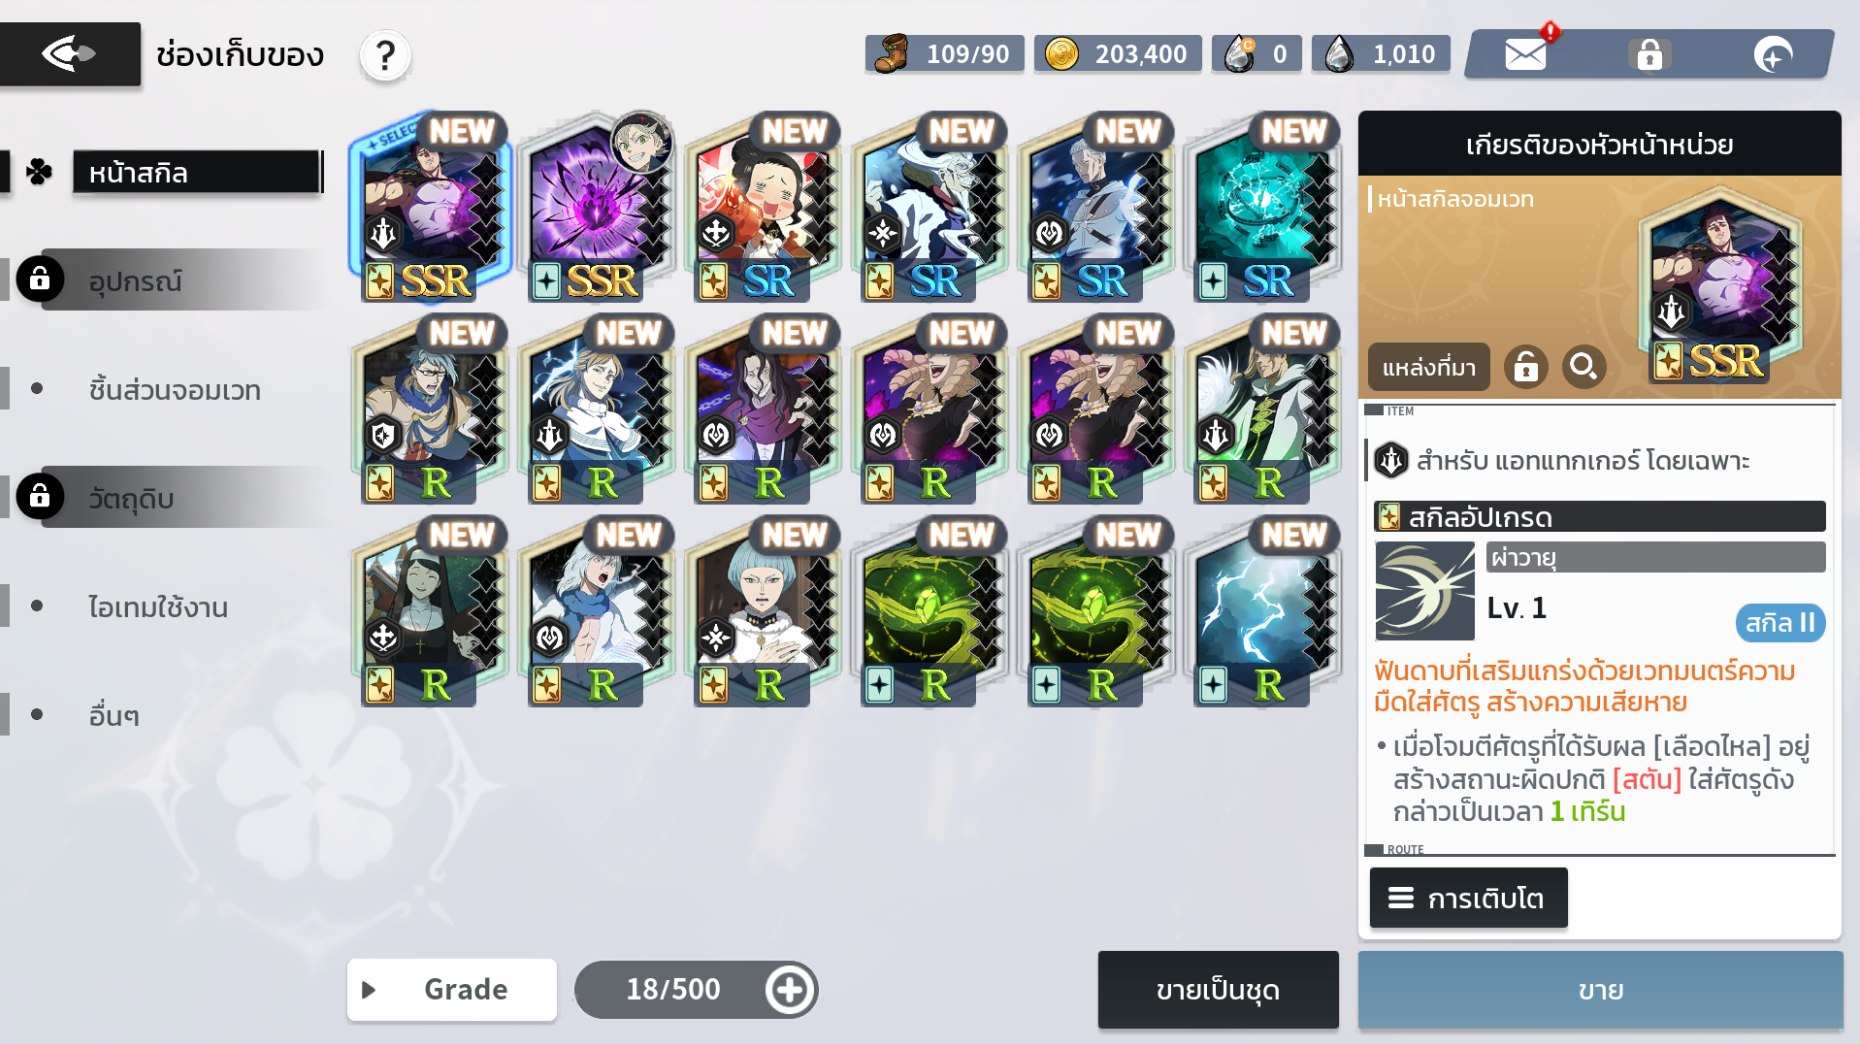 ช่องเก็บของ
?
109/90
203,400
0
1,010
หน้าสกิล
อุปกรณ์
ชิ้นส่วนจอมเวท
วัตถุดิบ
ไอเทมใช้งาน
อื่นๆ
NEW
NEW
NEW
NEW
NEW
SSR
SSR
SR
SR
SR
SR
NEW
NEW
NEW
NEW
NEW
NEW
R
R
R
R
R
R
NEW
NEW
NEW
NEW
NEW
NEW
R
R
R
R
R
R
Grade
18/500
ขายเป็นชุด
เกียรติของหัวหน้าหน่วย
หน้าสกิลจอมเวท
แหล่งที่มา
SSR
ITEM
สำหรับ แอทแทกเกอร์ โดยเฉพาะ
สกิลอัปเกรด
ผ่าวายุ
Lv. 1
สกิล II
ฟันดาบที่เสริมแกร่งด้วยเวทมนตร์ความ
มืดใส่ศัตรู สร้างความเสียหาย
• เมื่อโจมตีศัตรูที่ได้รับผล [เลือดไหล] อยู่
สร้างสถานะผิดปกติ [สตัน] ใส่ศัตรูดัง
กล่าวเป็นเวลา 1 เทิร์น
ROUTE
การเติบโต
ขาย